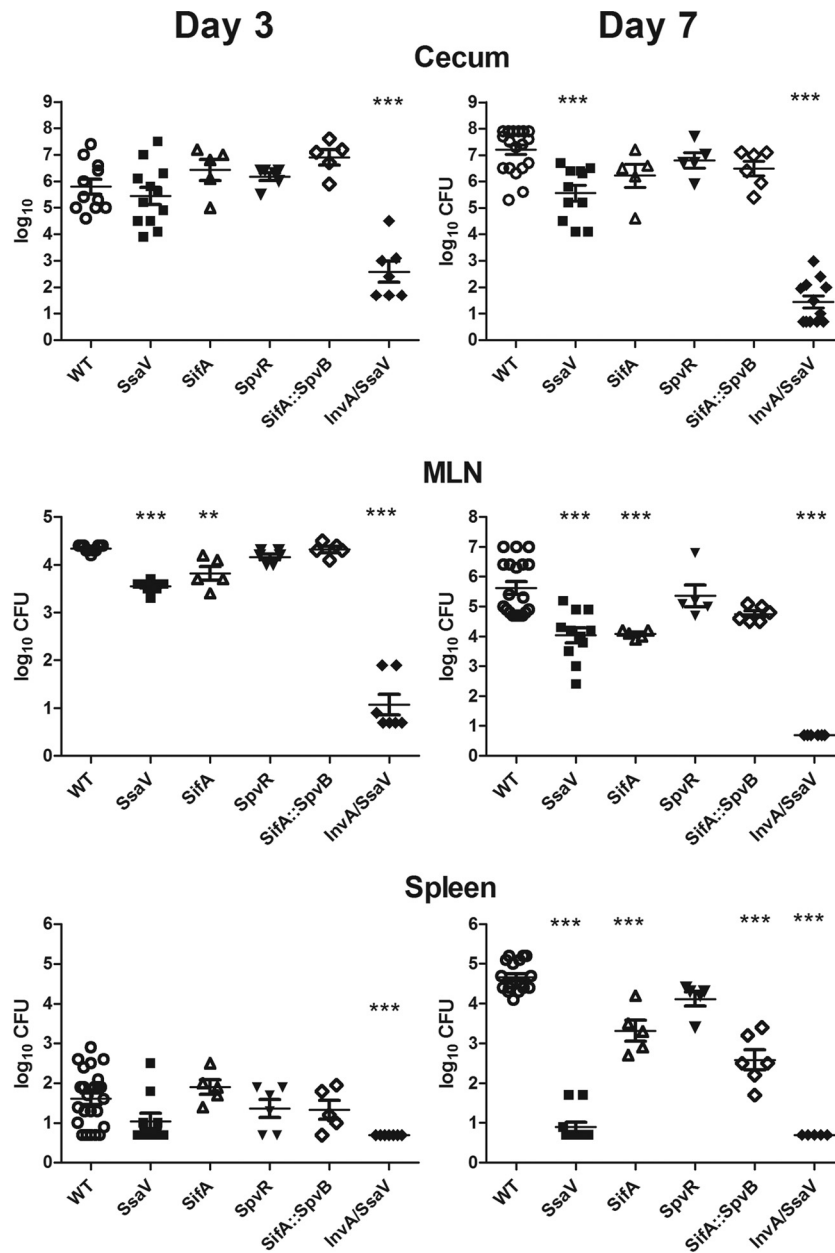 Day 3 Day 7
Cecum
*** *** ***
9 8 7 6 5 4 3 2 1 0
log10
WT SsaV SifA SpvR SifA::SpvB InvA/SsaV
9 8 7 6 5 4 3 2 1 0
log10 CFU
WT SsaV SifA SpvR SifA::SpvB InvA/SsaV
MLN
*** ** *** *** *** ***
5 4 3 2 1 0
log10 CFU
WT SsaV SifA SpvR SifA::SpvB InvA/SsaV
8 7 6 5 4 3 2 1 0
log10 CFU
WT SsaV SifA SpvR SifA::SpvB InvA/SsaV
Spleen
*** *** *** *** ***
6 5 4 3 2 1 0
log10 CFU
WT SsaV SifA SpvR SifA::SpvB InvA/SsaV
6 5 4 3 2 1 0
log10 CFU
WT SsaV SifA SpvR SifA::SpvB InvA/SsaV